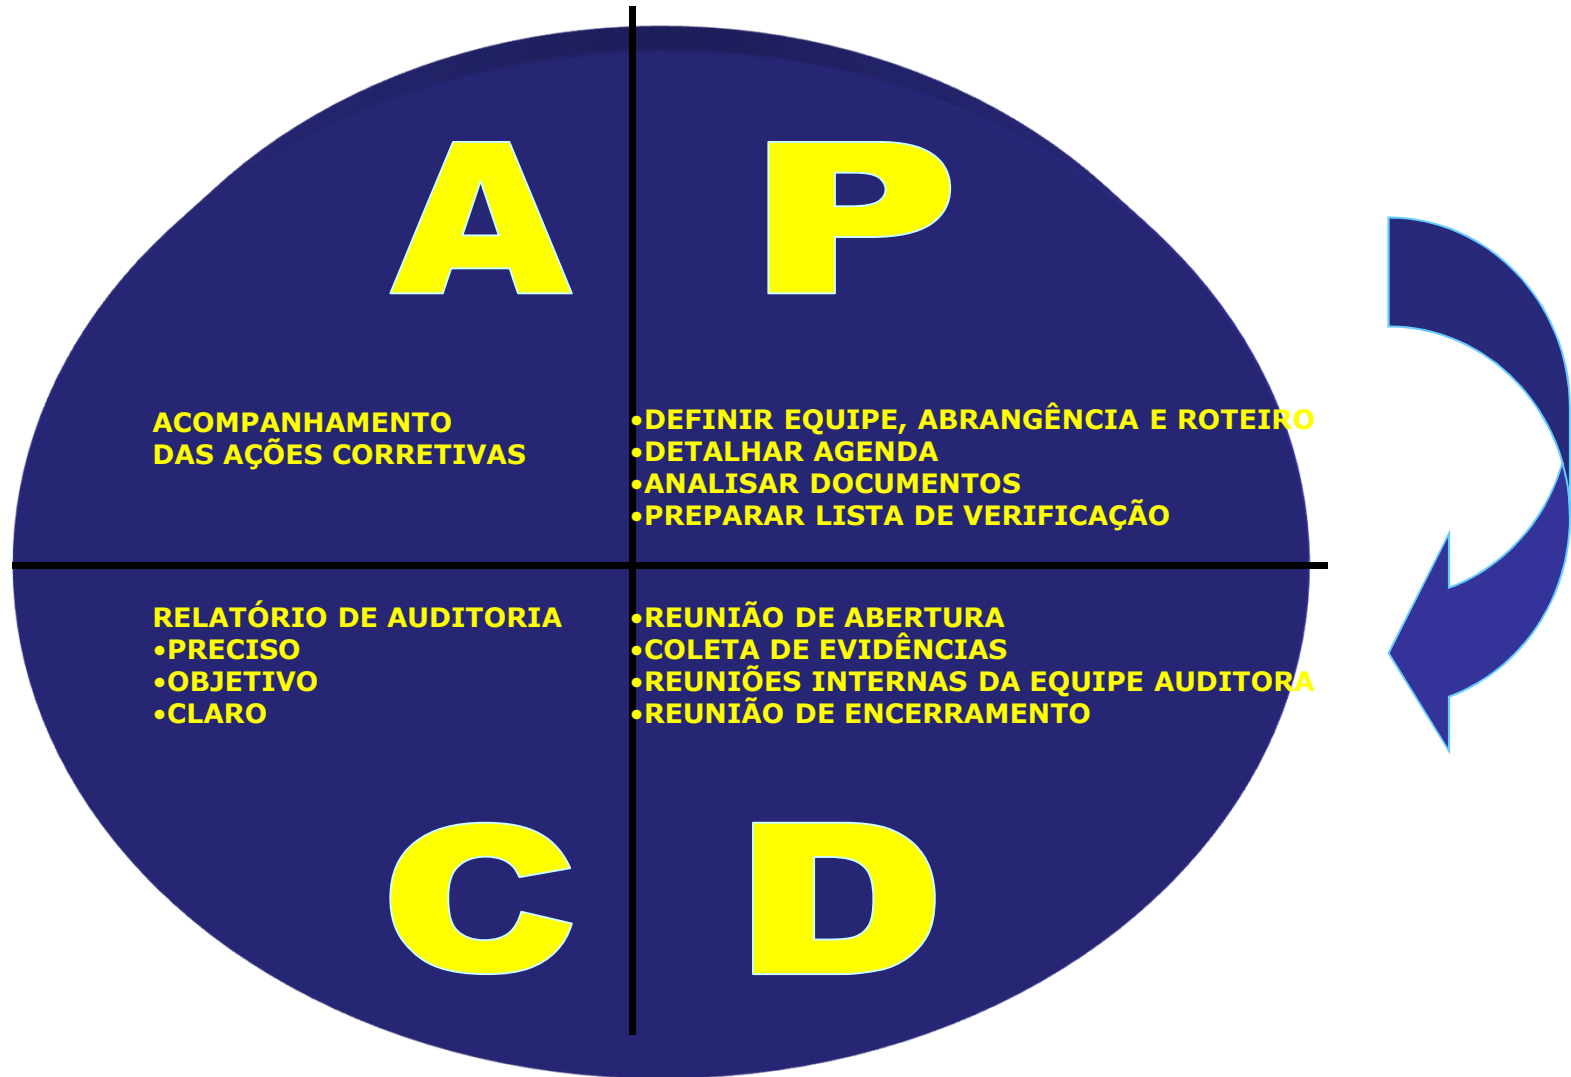 A
P
ACOMPANHAMENTO
DAS AÇÕES CORRETIVAS
•DEFINIR EQUIPE, ABRANGÊNCIA E ROTEIRO
•DETALHAR AGENDA
•ANALISAR DOCUMENTOS
•PREPARAR LISTA DE VERIFICAÇÃO
RELATÓRIO DE AUDITORIA
•PRECISO
•OBJETIVO
•CLARO
•REUNIÃO DE ABERTURA
•COLETA DE EVIDÊNCIAS
•REUNIÕES INTERNAS DA EQUIPE AUDITORA
•REUNIÃO DE ENCERRAMENTO
C
D